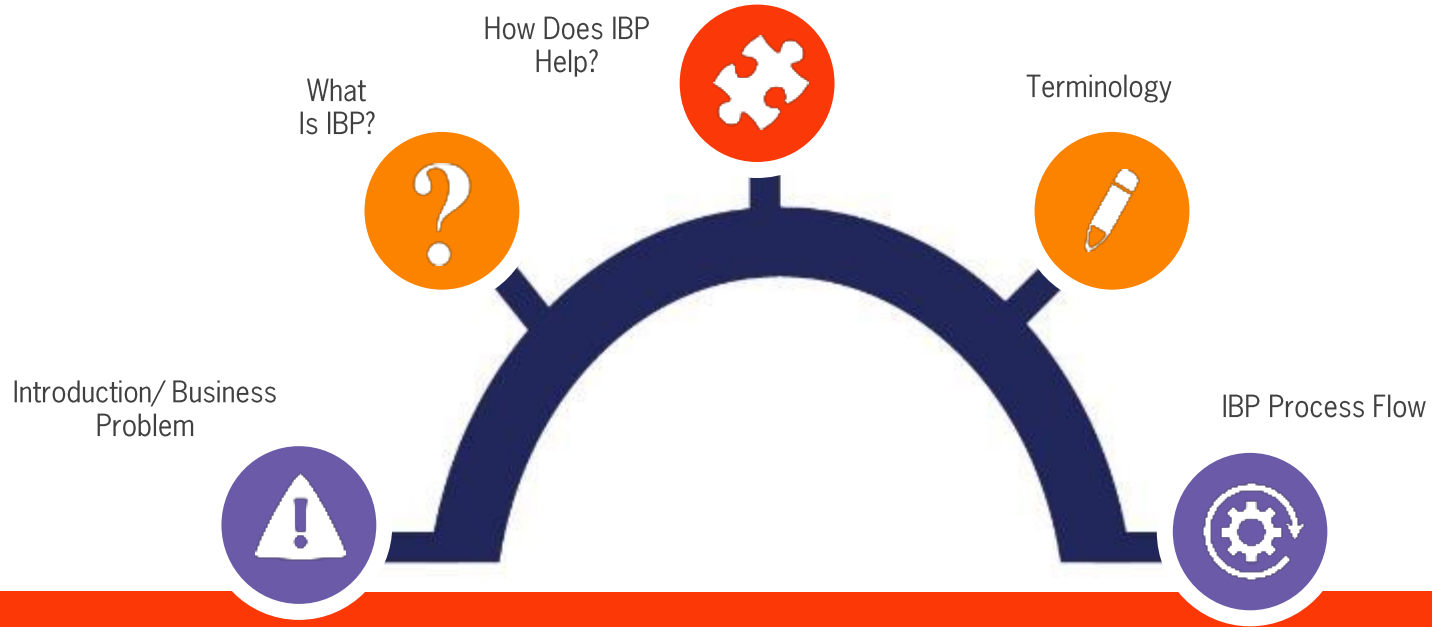 Introduction/ Business
Problem
What
Is IBP?
How Does IBP
Help?
Terminology
IBP Process Flow